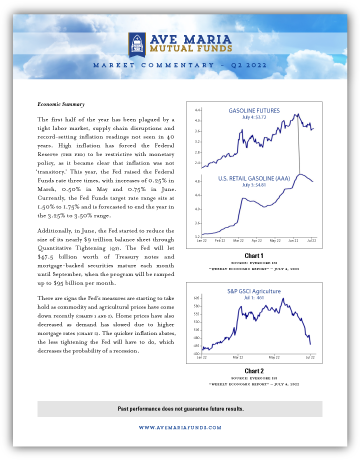 AVE MARIA
MUTUAL FUNDS
MARKET COMMENTARY – Q2 2022
Economic Summary
The first half of the year has been plagued by a
tight labor market, supply chain disruptions and
record-setting inflation readings not seen in 40
years. High inflation has forced the Federal
Reserve (THE FED) to be restrictive with monetary
policy, as it became clear that inflation was not
'transitory.' This year, the Fed raised the Federal
Funds rate three times, with increases of 0.25% in
March, 0.50% in May and 0.75% in June.
Currently, the Fed Funds target rate range sits at
1.50% to 1.75% and is forecasted to end the year in
the 3.25% to 3.50% range.
Additionally, in June, the Fed started to reduce the
size of its nearly $9 trillion balance sheet through
Quantitative Tightening (QT). The Fed will let
$47.5 billion worth of Treasury notes and
mortgage-backed securities mature each month
until September, when the program will be ramped
up to $95 billion per month.
There are signs the Fed's measures are starting to take
hold as commodity and agricultural prices have come
down recently (CHARTS 1 AND 2). Home prices have also
decreased as demand has slowed due to higher
mortgage rates (CHART 3). The quicker inflation abates,
the less tightening the Fed will have to do, which
decreases the probability of a recession.
GASOLINE FUTURES
July 4: $3.72
U.S. RETAIL GASOLINE (AAA)
July 3: $4.81
Jan 22 Feb 22 Mar 22 Apr 22 May 22 Jun 22 Jul 22
Chart 1
SOURCE: EVERCORE ISI
"WEEKLY ECONOMIC REPORT" – JULY 4, 2022
S&P GSCI Agriculture
Jul 5: 401
Jan 22 Mar 22 May 22 Jul 22
Chart 2
SOURCE: EVERCORE ISI
"WEEKLY ECONOMIC REPORT" – JULY 4, 2022
Past performance does not guarantee future results.
WWW.AVEMARIAFUNDS.COM